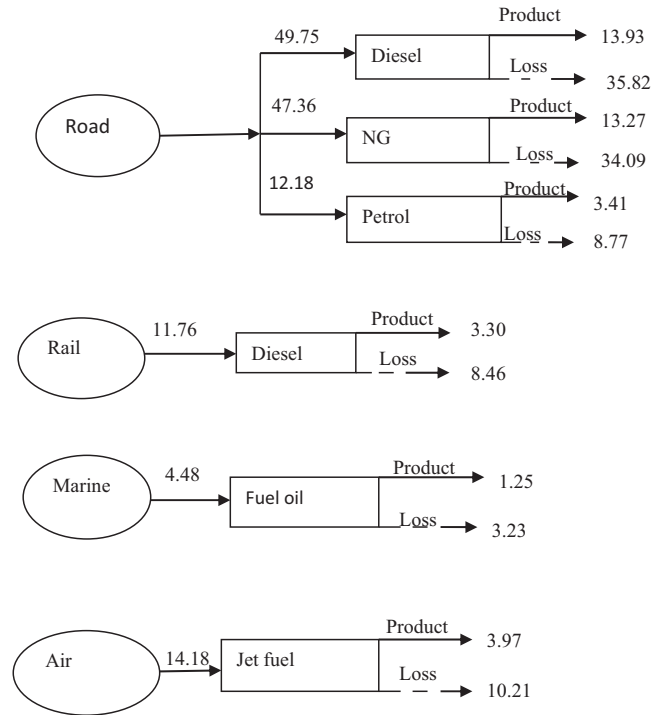 Product
49.75
Diesel
13.93
Loss
35.82
47.36
Product
13.27
Road
NG
Loss
34.09
12.18
Product
3.41
Petrol
Loss
8.77
Product
11.76
3.30
Rail
Diesel
Loss
8.46
Product
4.48
1.25
Marine
Fuel oil
Loss
3.23
Product
3.97
Air
14.18
Jet fuel
Loss
10.21